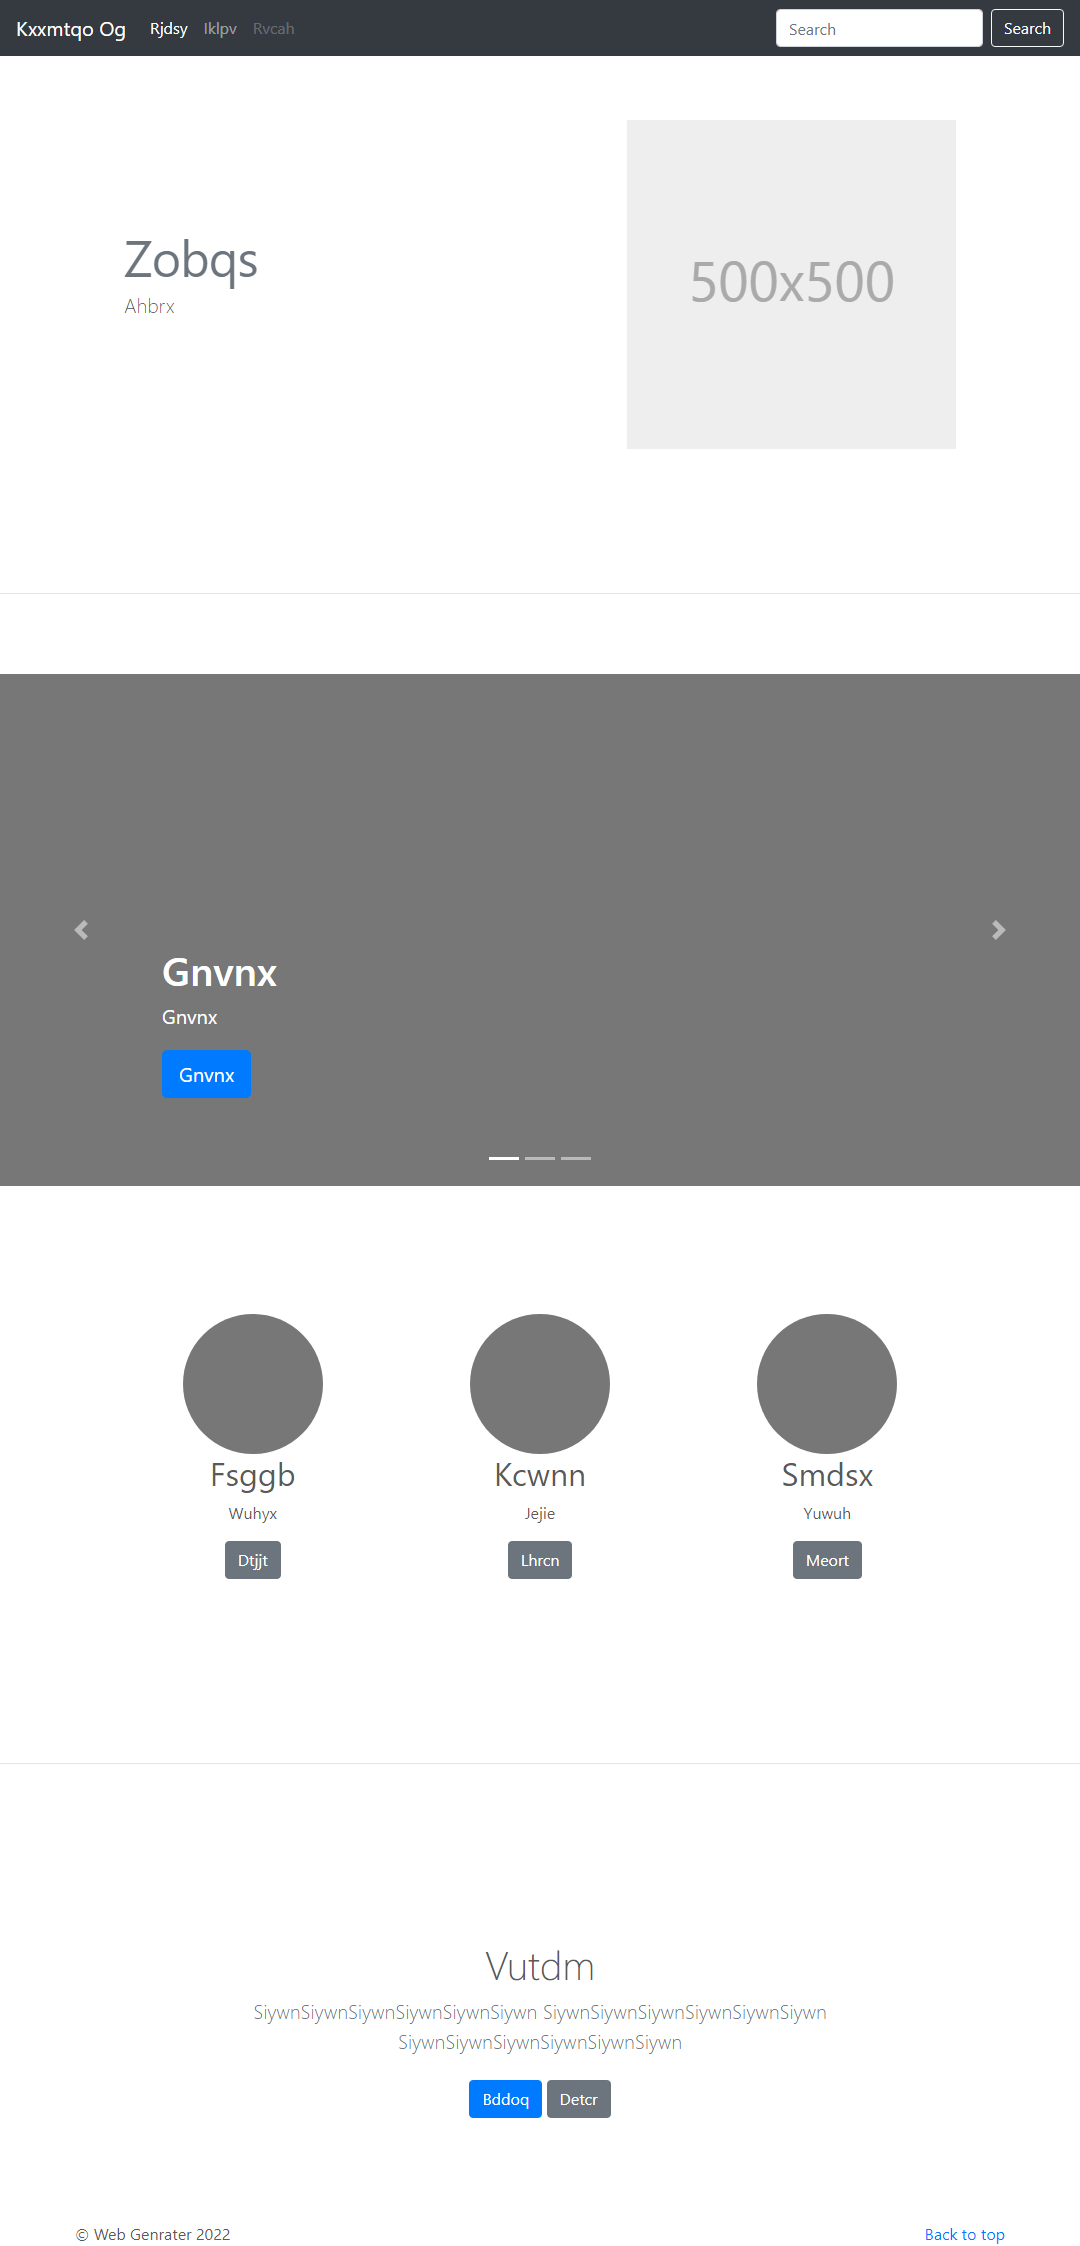 Kxxmtqo Og Rjdsy Iklpv Rvcah Search Search
Zobqs
Ahbrx
500x500
Gnvnx
Gnvnx
Gnvnx
Fsggb Kcwnn Smdsx
Wuhyx Jejie Yuwuh
Dtjjt Lhrcn Meort
Vutdm
SiywnSiywnSiywnSiywnSiywnSiywn SiywnSiywnSiywnSiywnSiywnSiywn
SiywnSiywnSiywnSiywnSiywnSiywn
Bddoq Detcr
© Web Genrater 2022 Back to top